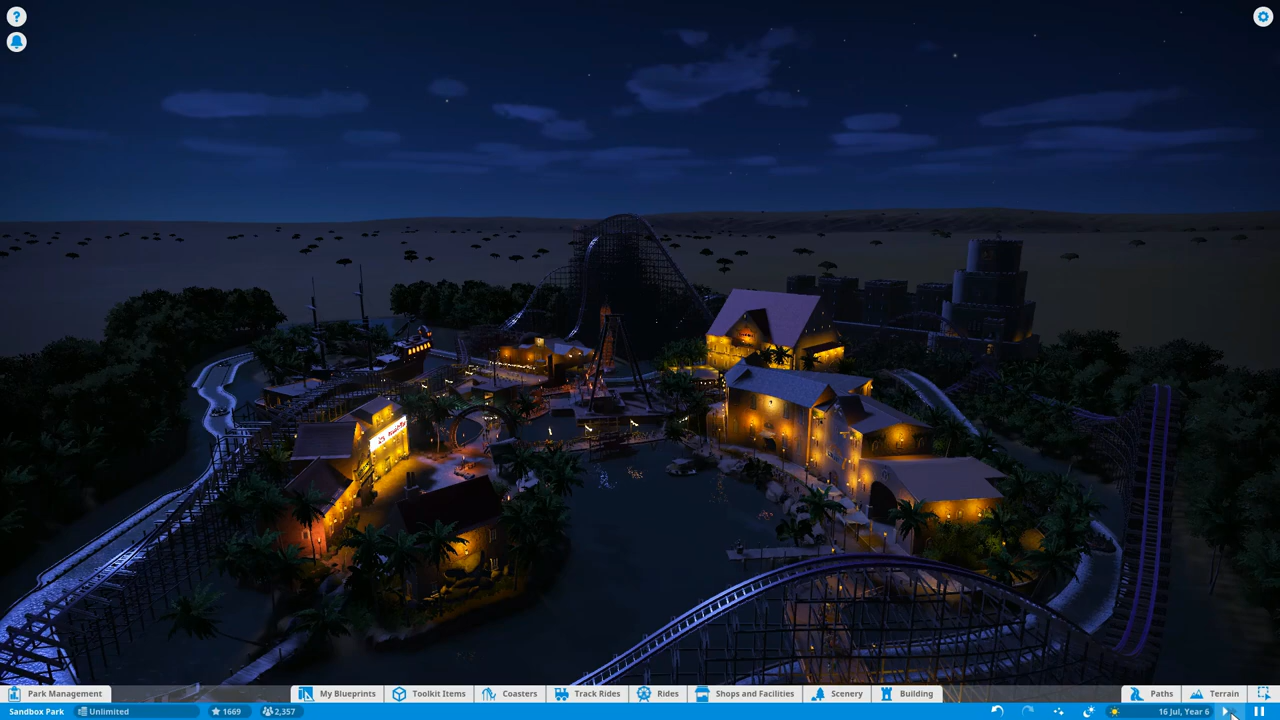 ?
Park Management
My Blueprints
Toolkit Items
Coasters
Track Rides
Rides
Shops and Facilities
Scenery
Building
Paths
Terrain
Sandbox Park
Unlimited
1669
2,357
16 Jul, Year 6